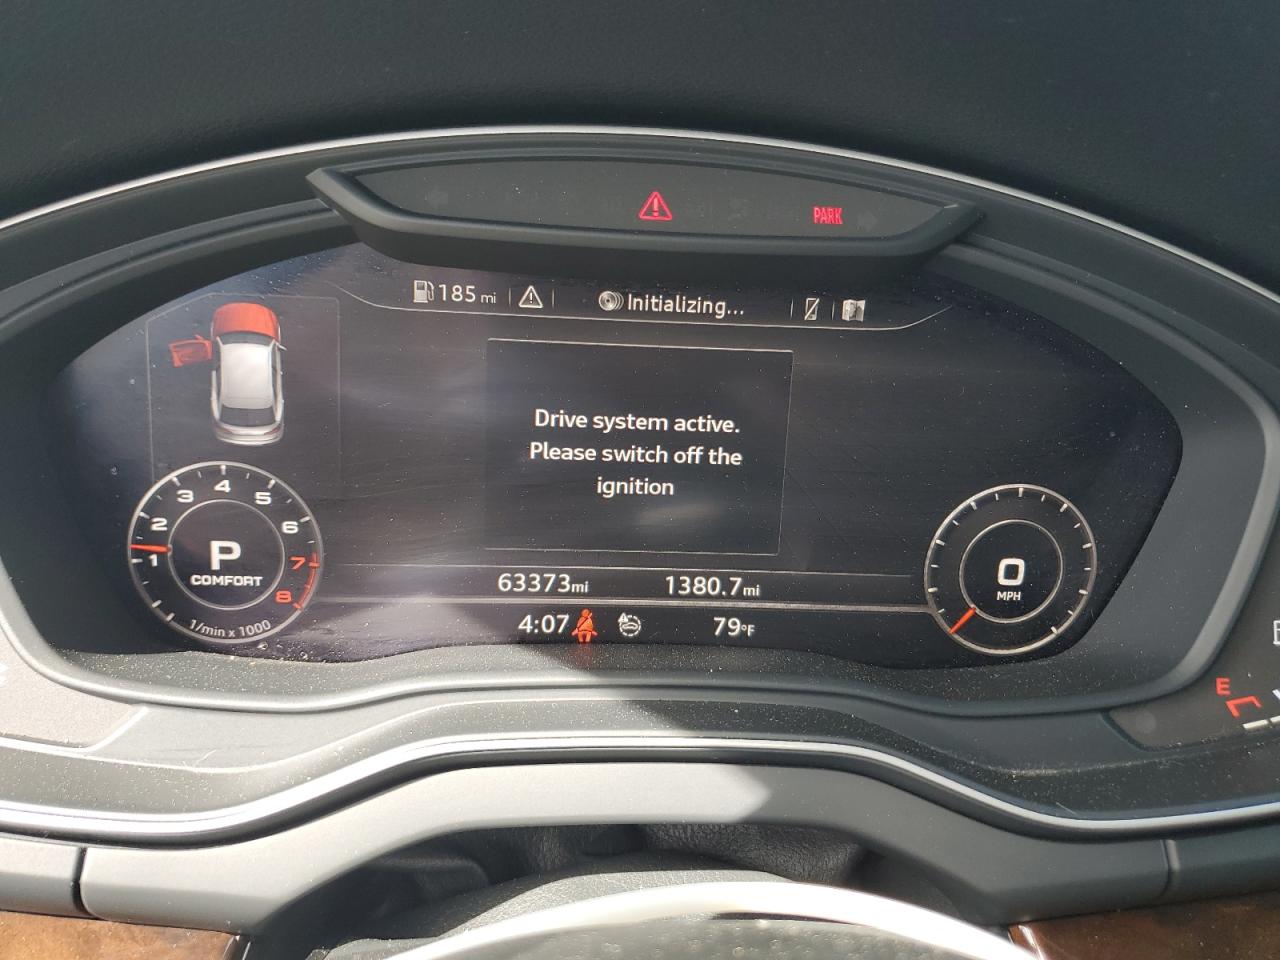 PARK
185 mi
Initializing...
Drive system active.
Please switch off the
ignition
1 2 3 4 5 6 7 8
P
COMFORT
1/min x 1000
0
MPH
63373mi
1380.7mi
4:07
79°F
E